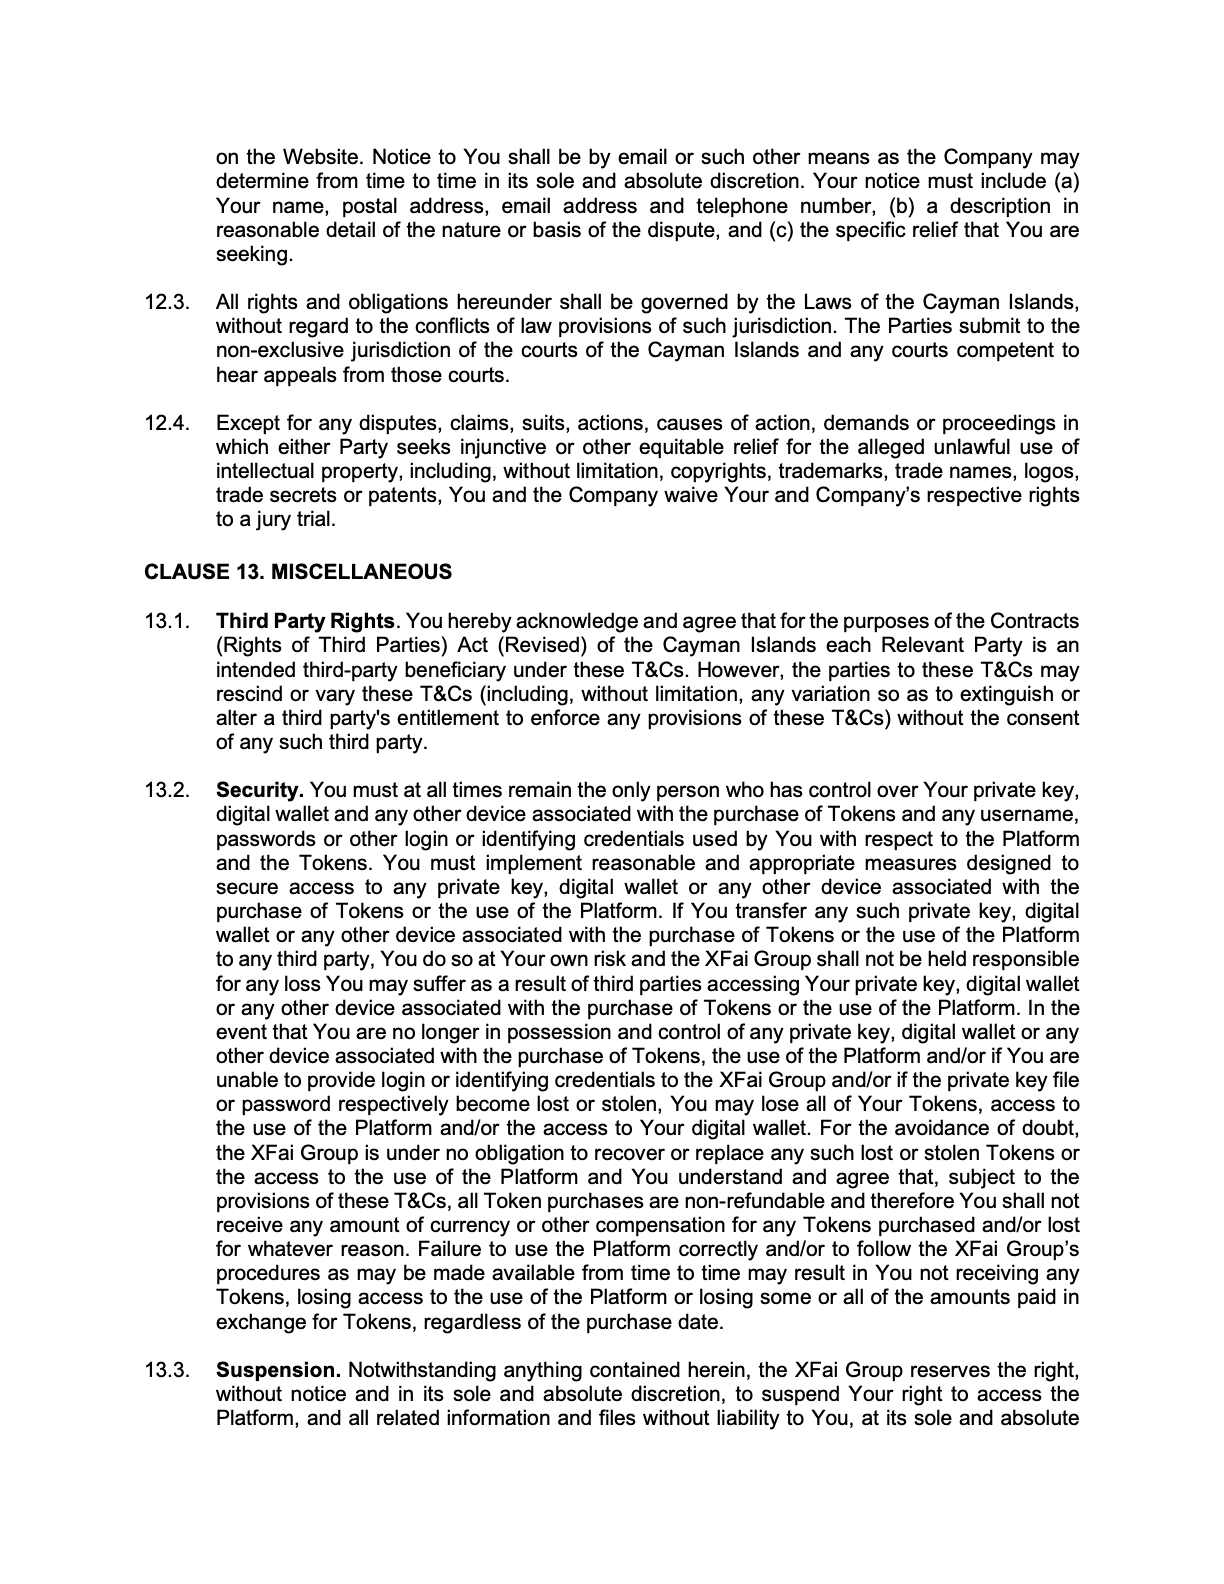 on the Website. Notice to You shall be by email or such other means as the Company may
determine from time to time in its sole and absolute discretion. Your notice must include (a)
Your name, postal address, email address and telephone number, (b) a description in
reasonable detail of the nature or basis of the dispute, and (c) the specific relief that You are
seeking.
12.3. All rights and obligations hereunder shall be governed by the Laws of the Cayman Islands,
without regard to the conflicts of law provisions of such jurisdiction. The Parties submit to the
non-exclusive jurisdiction of the courts of the Cayman Islands and any courts competent to
hear appeals from those courts.
12.4. Except for any disputes, claims, suits, actions, causes of action, demands or proceedings in
which either Party seeks injunctive or other equitable relief for the alleged unlawful use of
intellectual property, including, without limitation, copyrights, trademarks, trade names, logos,
trade secrets or patents, You and the Company waive Your and Company’s respective rights
to a jury trial.
CLAUSE 13. MISCELLANEOUS
13.1. Third Party Rights. You hereby acknowledge and agree that for the purposes of the Contracts
(Rights of Third Parties) Act (Revised) of the Cayman Islands each Relevant Party is an
intended third-party beneficiary under these T&Cs. However, the parties to these T&Cs may
rescind or vary these T&Cs (including, without limitation, any variation so as to extinguish or
alter a third party's entitlement to enforce any provisions of these T&Cs) without the consent
of any such third party.
13.2. Security. You must at all times remain the only person who has control over Your private key,
digital wallet and any other device associated with the purchase of Tokens and any username,
passwords or other login or identifying credentials used by You with respect to the Platform
and the Tokens. You must implement reasonable and appropriate measures designed to
secure access to any private key, digital wallet or any other device associated with the
purchase of Tokens or the use of the Platform. If You transfer any such private key, digital
wallet or any other device associated with the purchase of Tokens or the use of the Platform
to any third party, You do so at Your own risk and the XFai Group shall not be held responsible
for any loss You may suffer as a result of third parties accessing Your private key, digital wallet
or any other device associated with the purchase of Tokens or the use of the Platform. In the
event that You are no longer in possession and control of any private key, digital wallet or any
other device associated with the purchase of Tokens, the use of the Platform and/or if You are
unable to provide login or identifying credentials to the XFai Group and/or if the private key file
or password respectively become lost or stolen, You may lose all of Your Tokens, access to
the use of the Platform and/or the access to Your digital wallet. For the avoidance of doubt,
the XFai Group is under no obligation to recover or replace any such lost or stolen Tokens or
the access to the use of the Platform and You understand and agree that, subject to the
provisions of these T&Cs, all Token purchases are non-refundable and therefore You shall not
receive any amount of currency or other compensation for any Tokens purchased and/or lost
for whatever reason. Failure to use the Platform correctly and/or to follow the XFai Group’s
procedures as may be made available from time to time may result in You not receiving any
Tokens, losing access to the use of the Platform or losing some or all of the amounts paid in
exchange for Tokens, regardless of the purchase date.
13.3. Suspension. Notwithstanding anything contained herein, the XFai Group reserves the right,
without notice and in its sole and absolute discretion, to suspend Your right to access the
Platform, and all related information and files without liability to You, at its sole and absolute